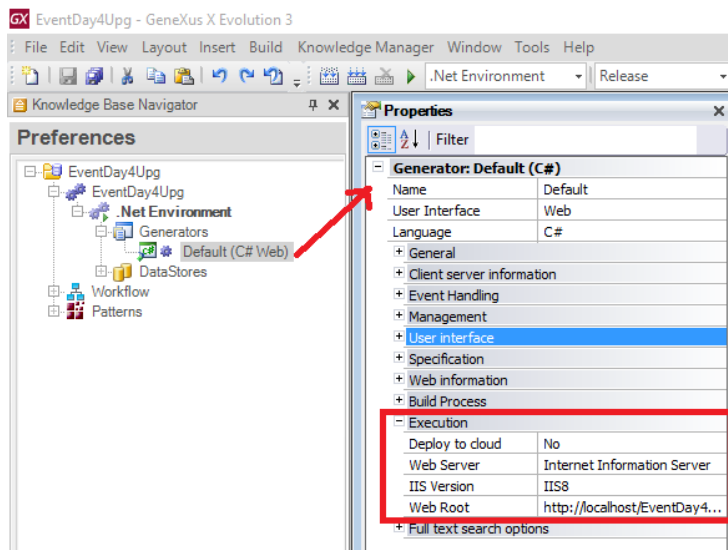 GX EventDay4Upg - GeneXus X Evolution 3
File Edit View Layout Insert Build Knowledge Manager Window Tools Help
.Net Environment Release
Knowledge Base Navigator
Preferences
EventDay4Upg
EventDay4Upg
.Net Environment
Generators
C# Default (C# Web)
DataStores
Workflow
Patterns
Properties
Filter
Generator: Default (C#)
Name Default
User Interface Web
Language C#
General
Client server information
Event Handling
Management
User interface
Specification
Web information
Build Process
Execution
Deploy to cloud No
Web Server Internet Information Server
IIS Version IIS8
Web Root http://localhost/EventDay4...
Full text search options